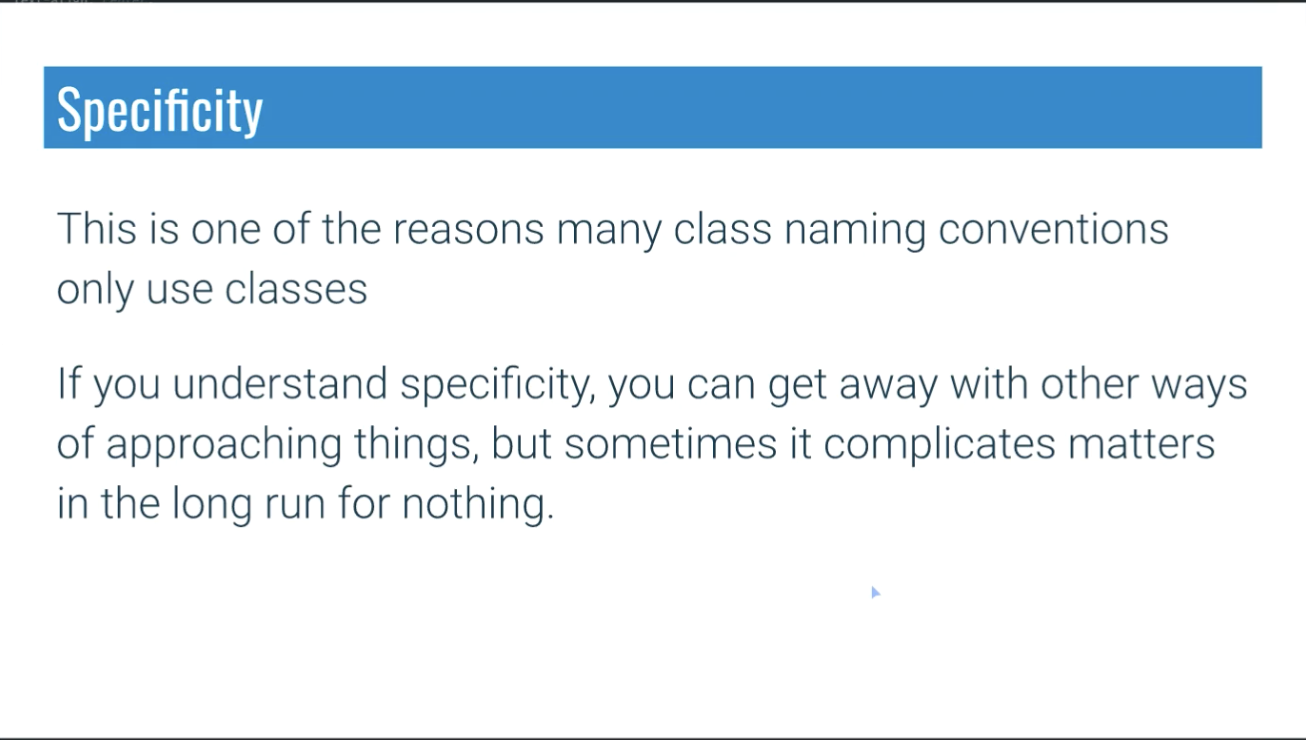 Specificity
This is one of the reasons many class naming conventions
only use classes
If you understand specificity, you can get away with other ways
of approaching things, but sometimes it complicates matters
in the long run for nothing.